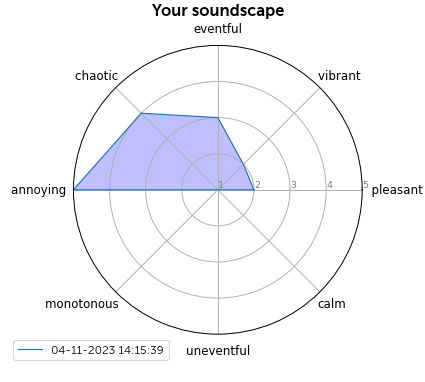 Your soundscape
eventful
chaotic
vibrant
annoying
1 2 3 4 5
pleasant
monotonous
calm
uneventful
04-11-2023 14:15:39